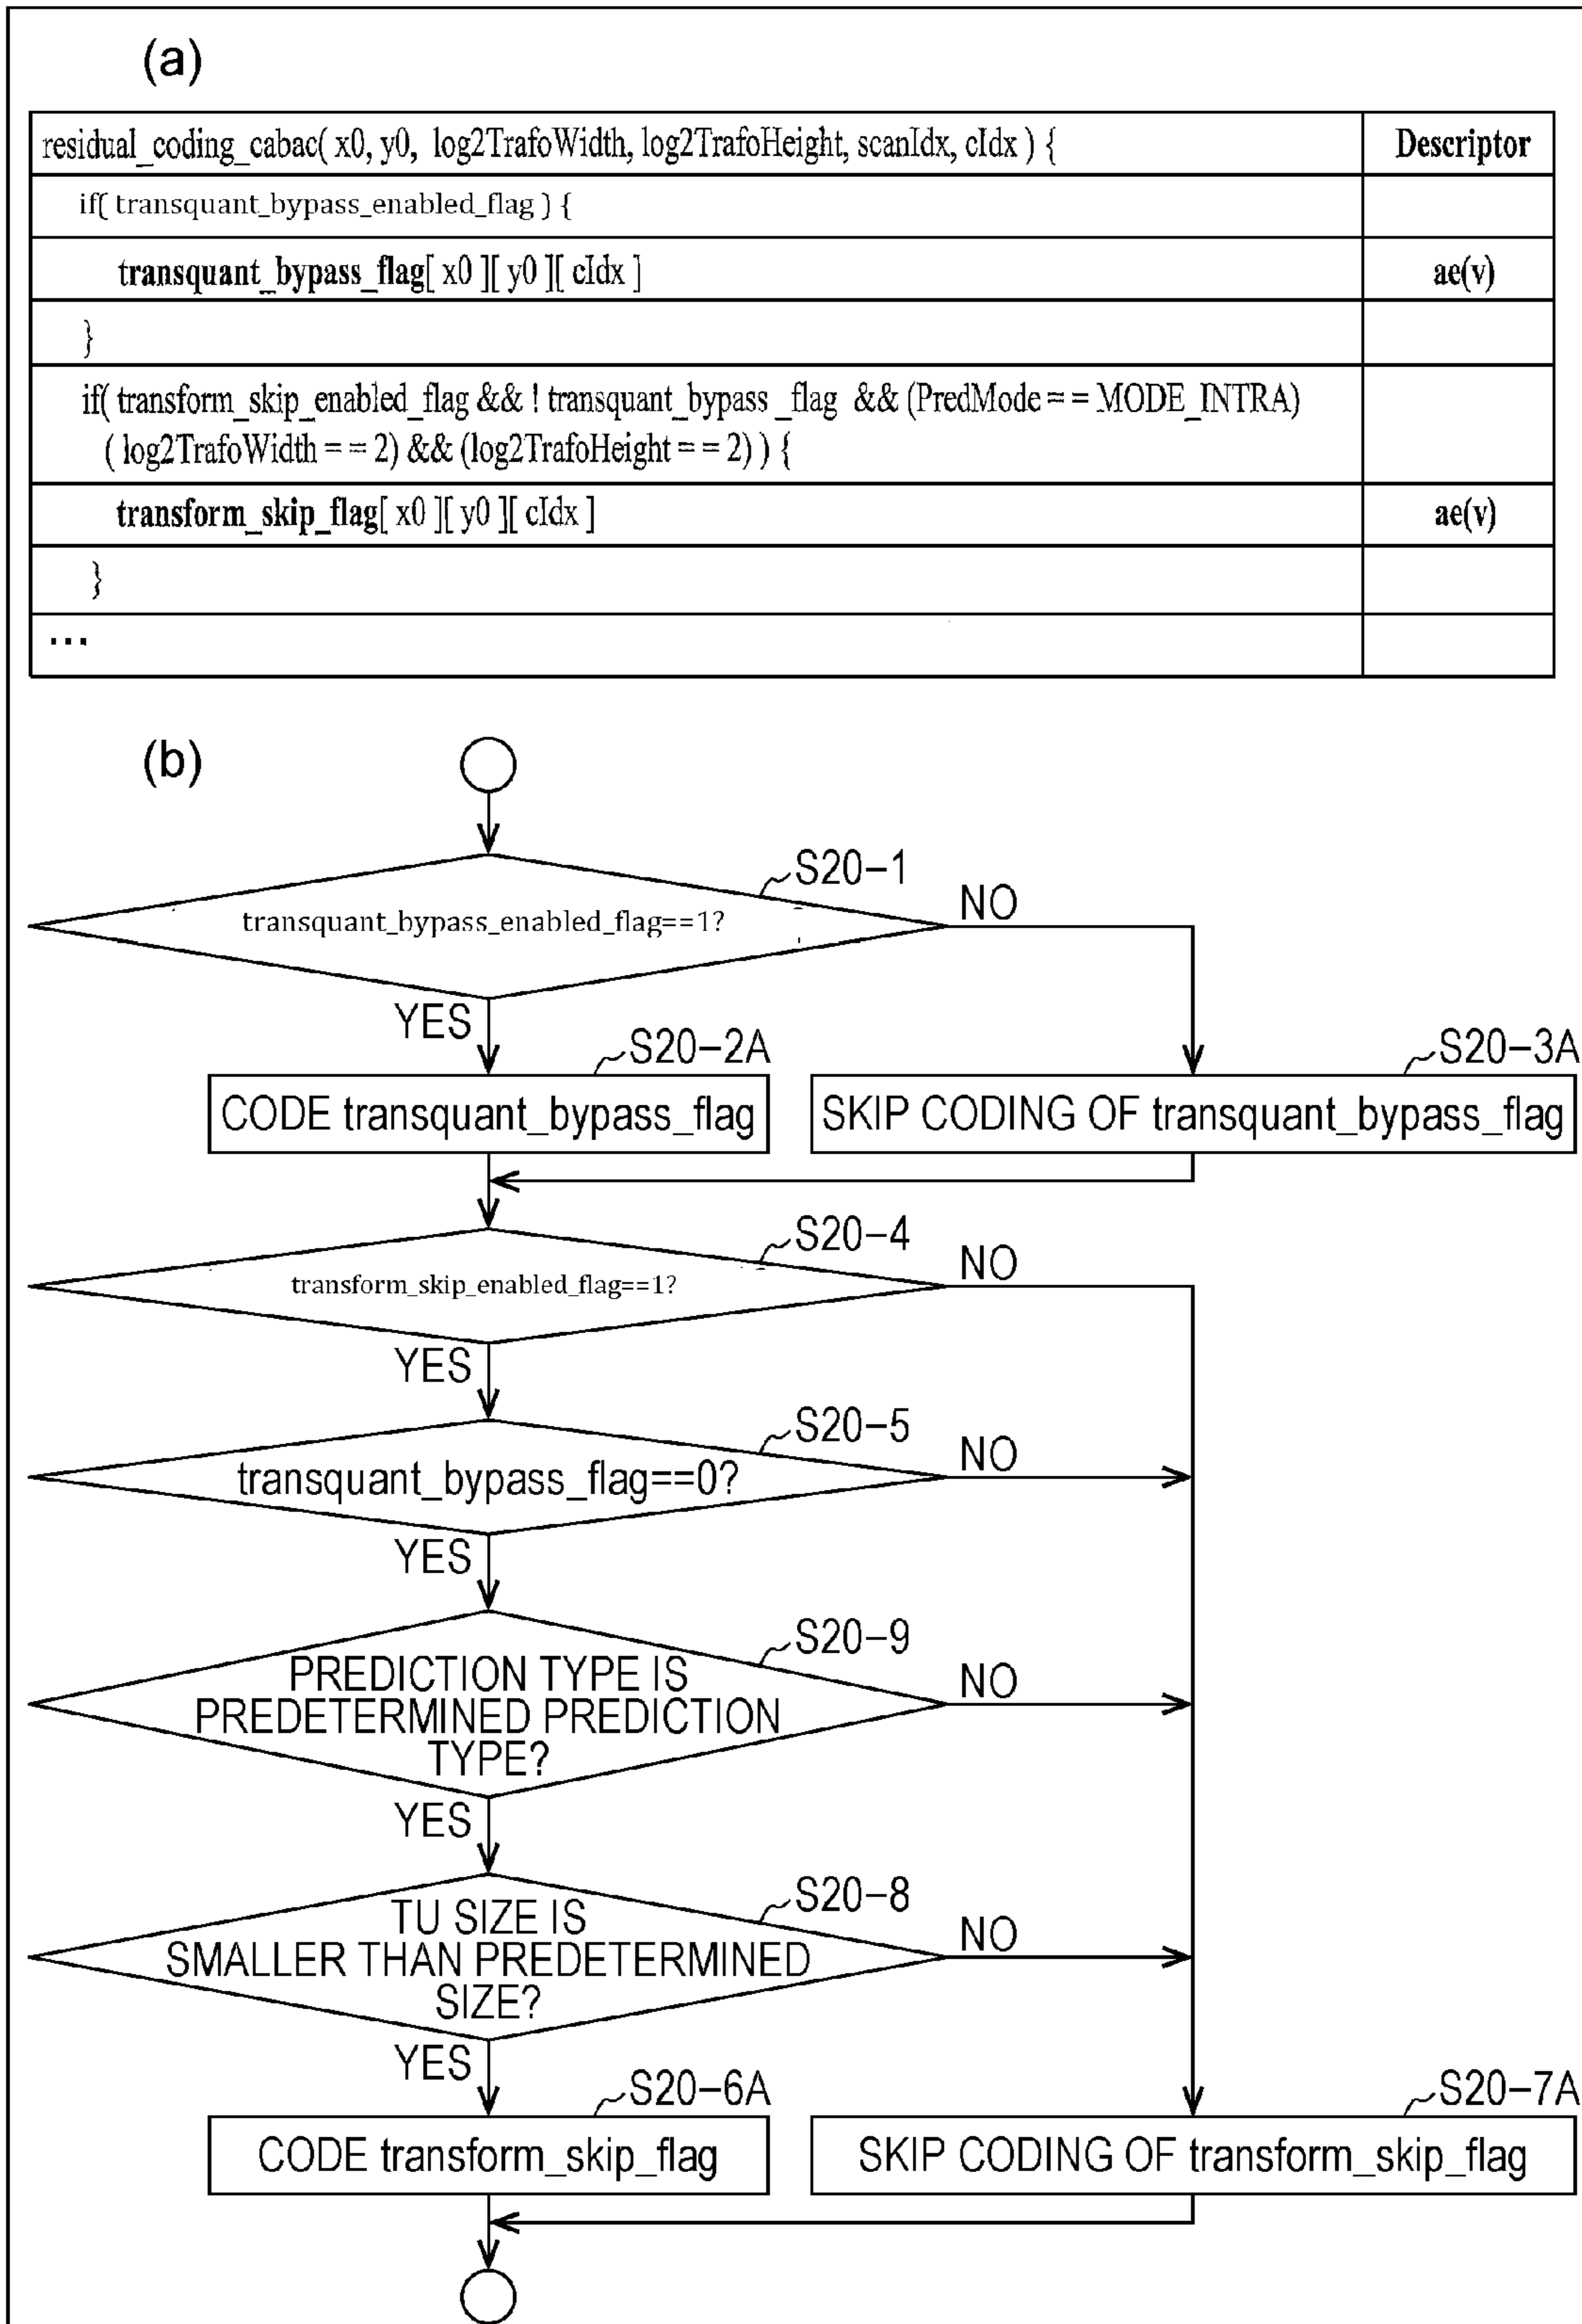 (a)
residual_coding_cabac( x0, y0, log2TrafoWidth, log2TrafoHeight, scanIdx, cIdx ) {
Descriptor
if( transquant_bypass_enabled_flag ) {
transquant_bypass_flag[ x0 ][ y0 ][ cIdx ]
ae(v)
}
if( transform_skip_enabled_flag && ! transquant_bypass _flag && (PredMode = = MODE_INTRA)
( log2TrafoWidth = = 2) && (log2TrafoHeight = = 2) ) {
transform_skip_flag[ x0 ][ y0 ][ cIdx ]
ae(v)
}
...
(b)
S20-1
transquant_bypass_enabled_flag==1?
NO
YES
S20-2A
S20-3A
CODE transquant_bypass_flag
SKIP CODING OF transquant_bypass_flag
S20-4
transform_skip_enabled_flag==1?
NO
YES
S20-5
transquant_bypass_flag==0?
NO
YES
S20-9
PREDICTION TYPE IS
PREDETERMINED PREDICTION
TYPE?
NO
YES
S20-8
TU SIZE IS
SMALLER THAN PREDETERMINED
SIZE?
NO
YES
S20-6A
S20-7A
CODE transform_skip_flag
SKIP CODING OF transform_skip_flag